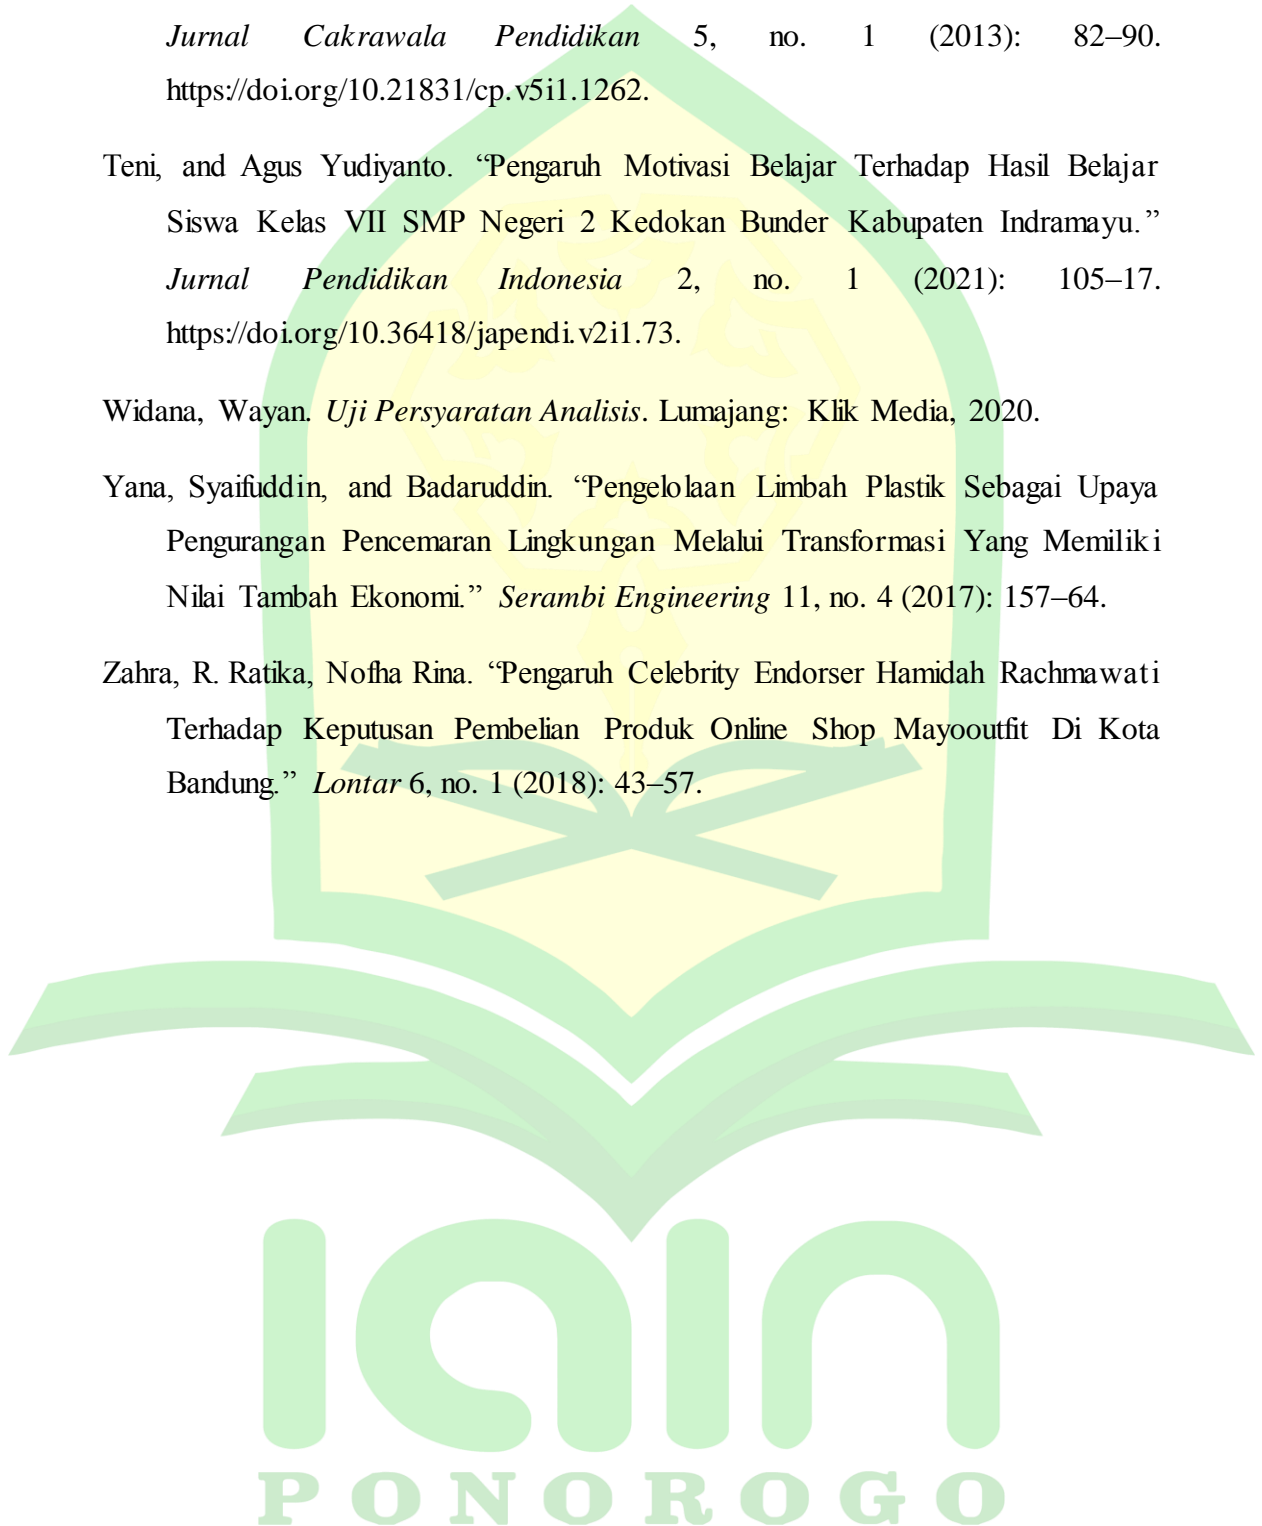 Jurnal Cakrawala Pendidikan 5, no. 1 (2013): 82–90.
https://doi.org/10.21831/cp.v5i1.1262.
Teni, and Agus Yudiyanto. “Pengaruh Motivasi Belajar Terhadap Hasil Belajar
Siswa Kelas VII SMP Negeri 2 Kedokan Bunder Kabupaten Indramayu.”
Jurnal Pendidikan Indonesia 2, no. 1 (2021): 105–17.
https://doi.org/10.36418/japendi.v2i1.73.
Widana, Wayan. Uji Persyaratan Analisis. Lumajang: Klik Media, 2020.
Yana, Syaifuddin, and Badaruddin. “Pengelolaan Limbah Plastik Sebagai Upaya
Pengurangan Pencemaran Lingkungan Melalui Transformasi Yang Memiliki
Nilai Tambah Ekonomi.” Serambi Engineering 11, no. 4 (2017): 157–64.
Zahra, R. Ratika, Nofha Rina. “Pengaruh Celebrity Endorser Hamidah Rachmawati
Terhadap Keputusan Pembelian Produk Online Shop Mayooutfit Di Kota
Bandung.” Lontar 6, no. 1 (2018): 43–57.
IAIN
PONOROGO